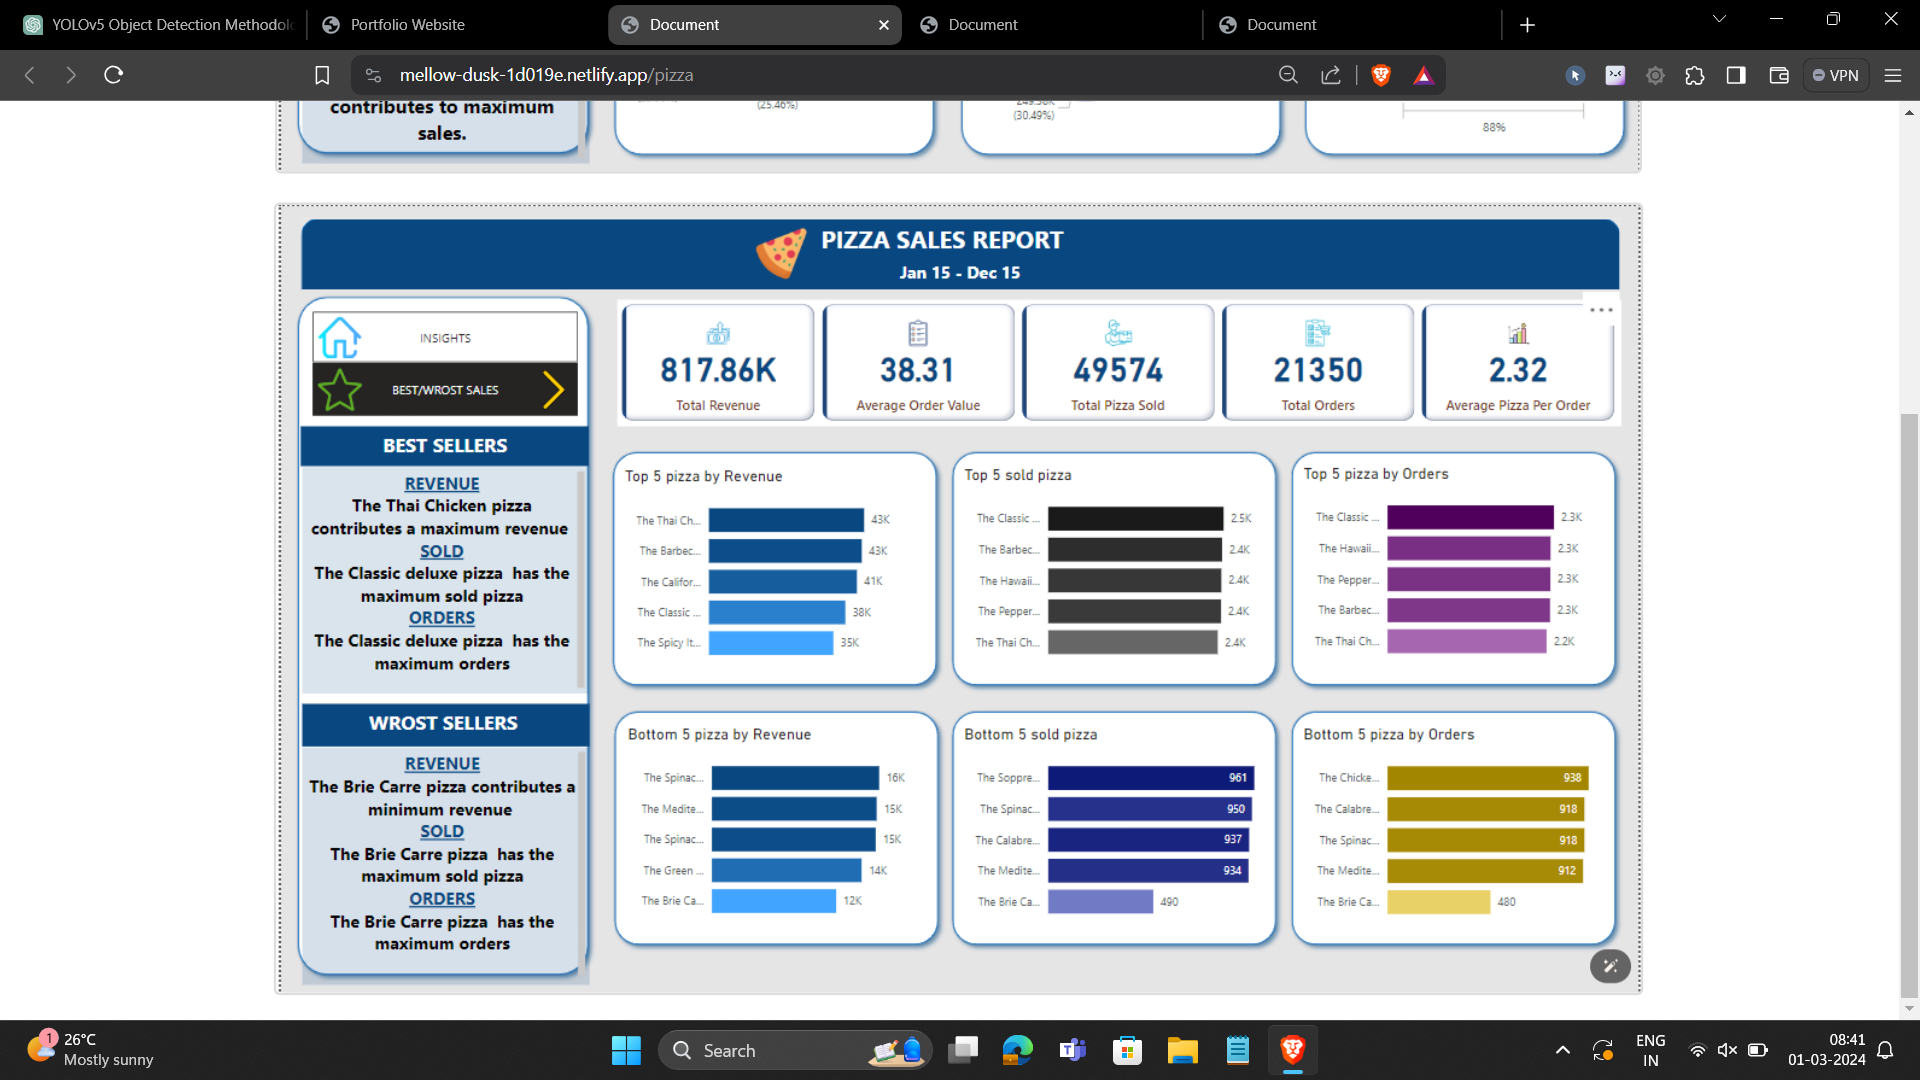 YOLOv5 Object Detection Methodol
Portfolio Website
Document
Document
Document
mellow-dusk-1d019e.netlify.app/pizza
VPN
contributes to maximum
sales.
(25.46%)
(30.49%)
88%
PIZZA SALES REPORT
Jan 15 - Dec 15
INSIGHTS
BEST/WROST SALES
817.86K
Total Revenue
38.31
Average Order Value
49574
Total Pizza Sold
21350
Total Orders
2.32
Average Pizza Per Order
BEST SELLERS
REVENUE
The Thai Chicken pizza
contributes a maximum revenue
SOLD
The Classic deluxe pizza has the
maximum sold pizza
ORDERS
The Classic deluxe pizza has the
maximum orders
WROST SELLERS
REVENUE
The Brie Carre pizza contributes a
minimum revenue
SOLD
The Brie Carre pizza has the
maximum sold pizza
ORDERS
The Brie Carre pizza has the
maximum orders
Top 5 pizza by Revenue
The Thai Ch... 43K
The Barbec... 43K
The Califor... 41K
The Classic ... 38K
The Spicy It... 35K
Top 5 sold pizza
The Classic ... 2.5K
The Barbec... 2.4K
The Hawaii... 2.4K
The Pepper... 2.4K
The Thai Ch... 2.4K
Top 5 pizza by Orders
The Classic ... 2.3K
The Hawaii... 2.3K
The Pepper... 2.3K
The Barbec... 2.3K
The Thai Ch... 2.2K
Bottom 5 pizza by Revenue
The Spinac... 16K
The Medite... 15K
The Spinac... 15K
The Green ... 14K
The Brie Ca... 12K
Bottom 5 sold pizza
The Soppre... 961
The Spinac... 950
The Calabre... 937
The Medite... 934
The Brie Ca... 490
Bottom 5 pizza by Orders
The Chicke... 938
The Calabre... 918
The Spinac... 918
The Medite... 912
The Brie Ca... 480
1
26°C
Mostly sunny
Search
ENG
IN
08:41
01-03-2024